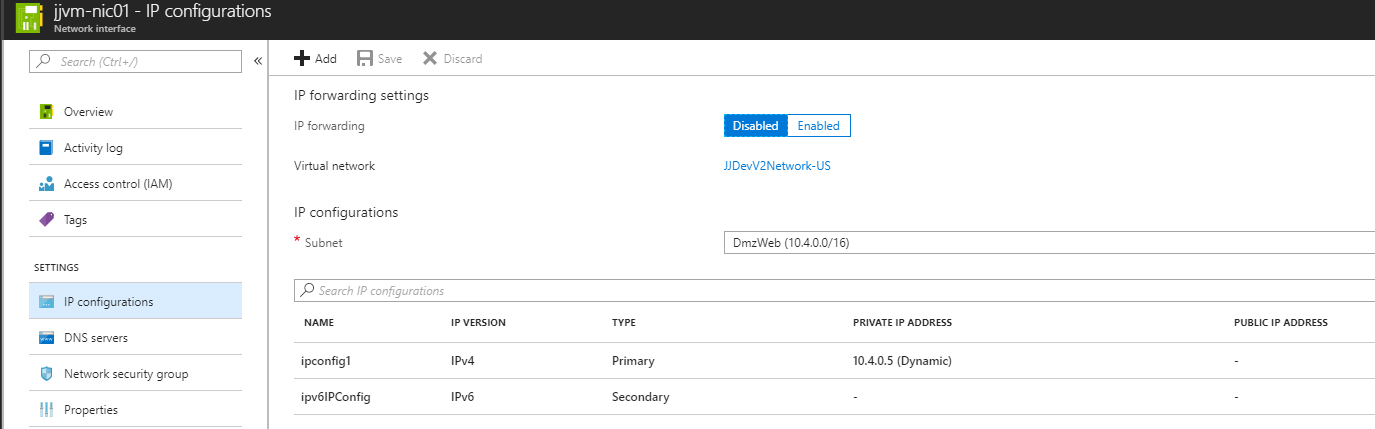 jjvm-nic01 - IP configurations
Network interface
Search (Ctrl+/)
«
Overview
Activity log
Access control (IAM)
Tags
SETTINGS
IP configurations
DNS servers
Network security group
Properties
Add Save Discard
IP forwarding settings
IP forwarding Disabled Enabled
Virtual network JJDevV2Network-US
IP configurations
* Subnet DmzWeb (10.4.0.0/16)
Search IP configurations
NAME IP VERSION TYPE PRIVATE IP ADDRESS PUBLIC IP ADDRESS
ipconfig1 IPv4 Primary 10.4.0.5 (Dynamic) -
ipv6IPConfig IPv6 Secondary - -